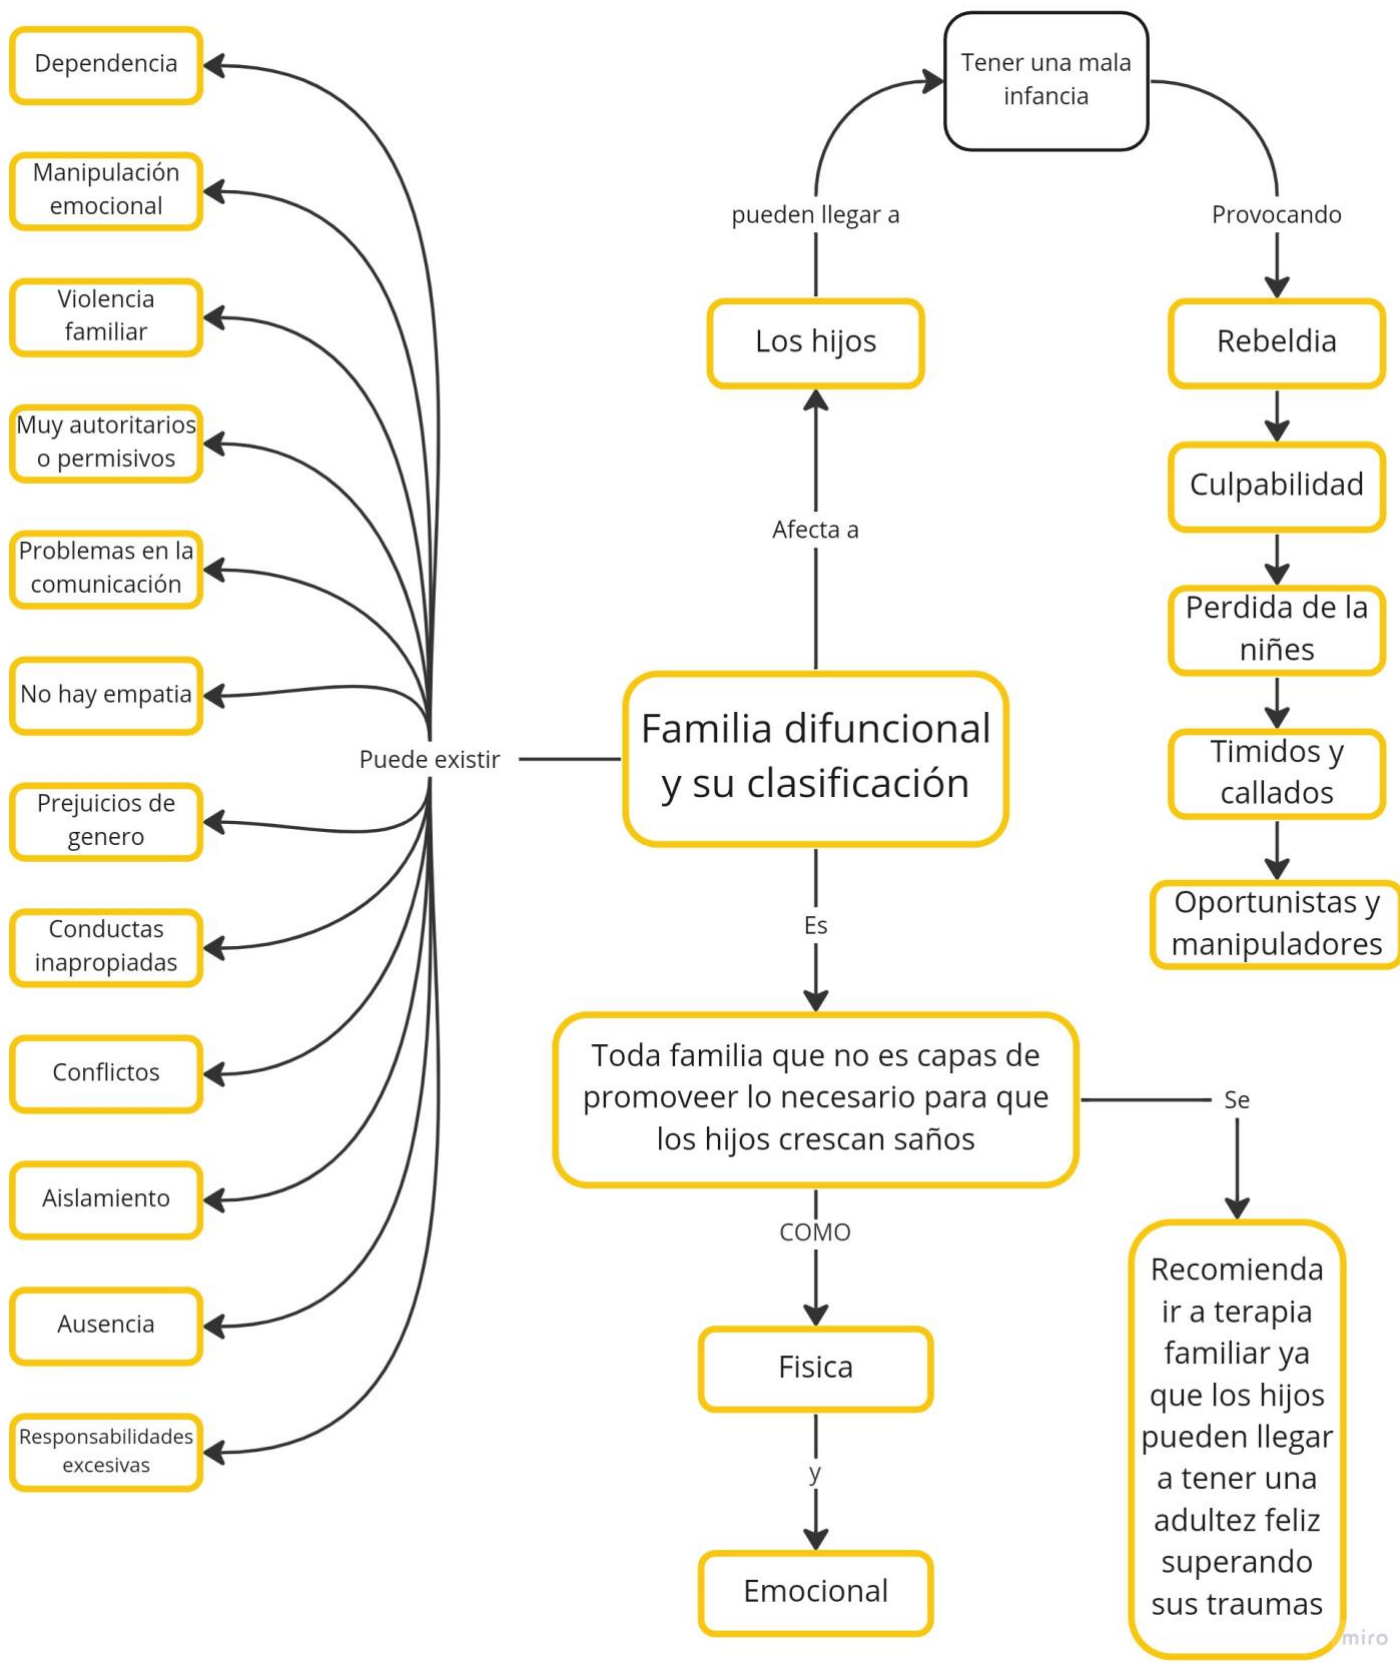 Dependencia
Manipulación
emocional
Violencia
familiar
Muy autoritarios
o permisivos
Problemas en la
comunicación
No hay empatia
Prejuicios de
genero
Conductas
inapropiadas
Conflictos
Aislamiento
Ausencia
Responsabilidades
excesivas
Puede existir
Familia difuncional
y su clasificación
Afecta a
Los hijos
pueden llegar a
Tener una mala
infancia
Provocando
Rebeldia
Culpabilidad
Perdida de la
niñes
Timidos y
callados
Oportunistas y
manipuladores
Es
Toda familia que no es capas de
promoveer lo necesario para que
los hijos crescan saños
COMO
Fisica
y
Emocional
Se
Recomienda
ir a terapia
familiar ya
que los hijos
pueden llegar
a tener una
adultez feliz
superando
sus traumas
miro